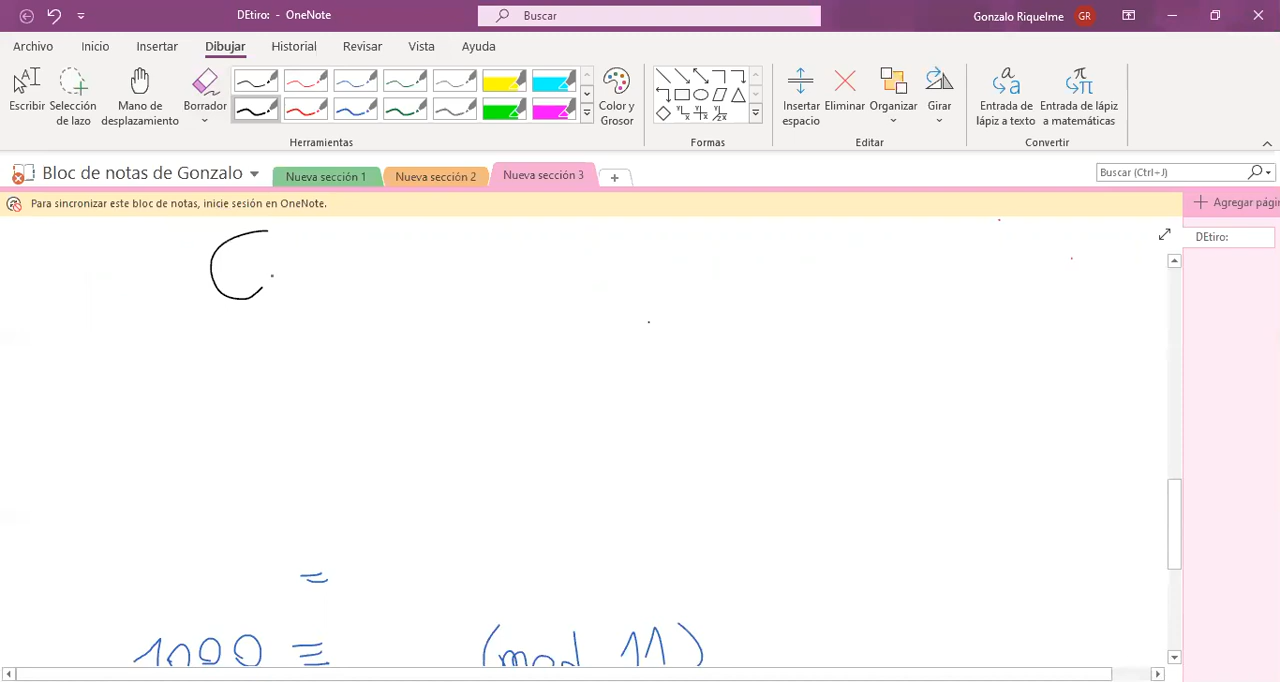 DEtiro: - OneNote
Buscar
Gonzalo Riquelme GR
Archivo Inicio Insertar Dibujar Historial Revisar Vista Ayuda
Escribir
Selección de lazo
Mano de desplazamiento
Borrador
Color y Grosor
Insertar espacio
Eliminar
Organizar
Girar
Entrada de lápiz a texto
Entrada de lápiz a matemáticas
Herramientas Formas Editar Convertir
Bloc de notas de Gonzalo Nueva sección 1 Nueva sección 2 Nueva sección 3 Buscar (Ctrl+J)
Para sincronizar este bloc de notas, inicie sesión en OneNote. Agregar págin
DEtiro:
C
=
1000 ≡ (mod 11)